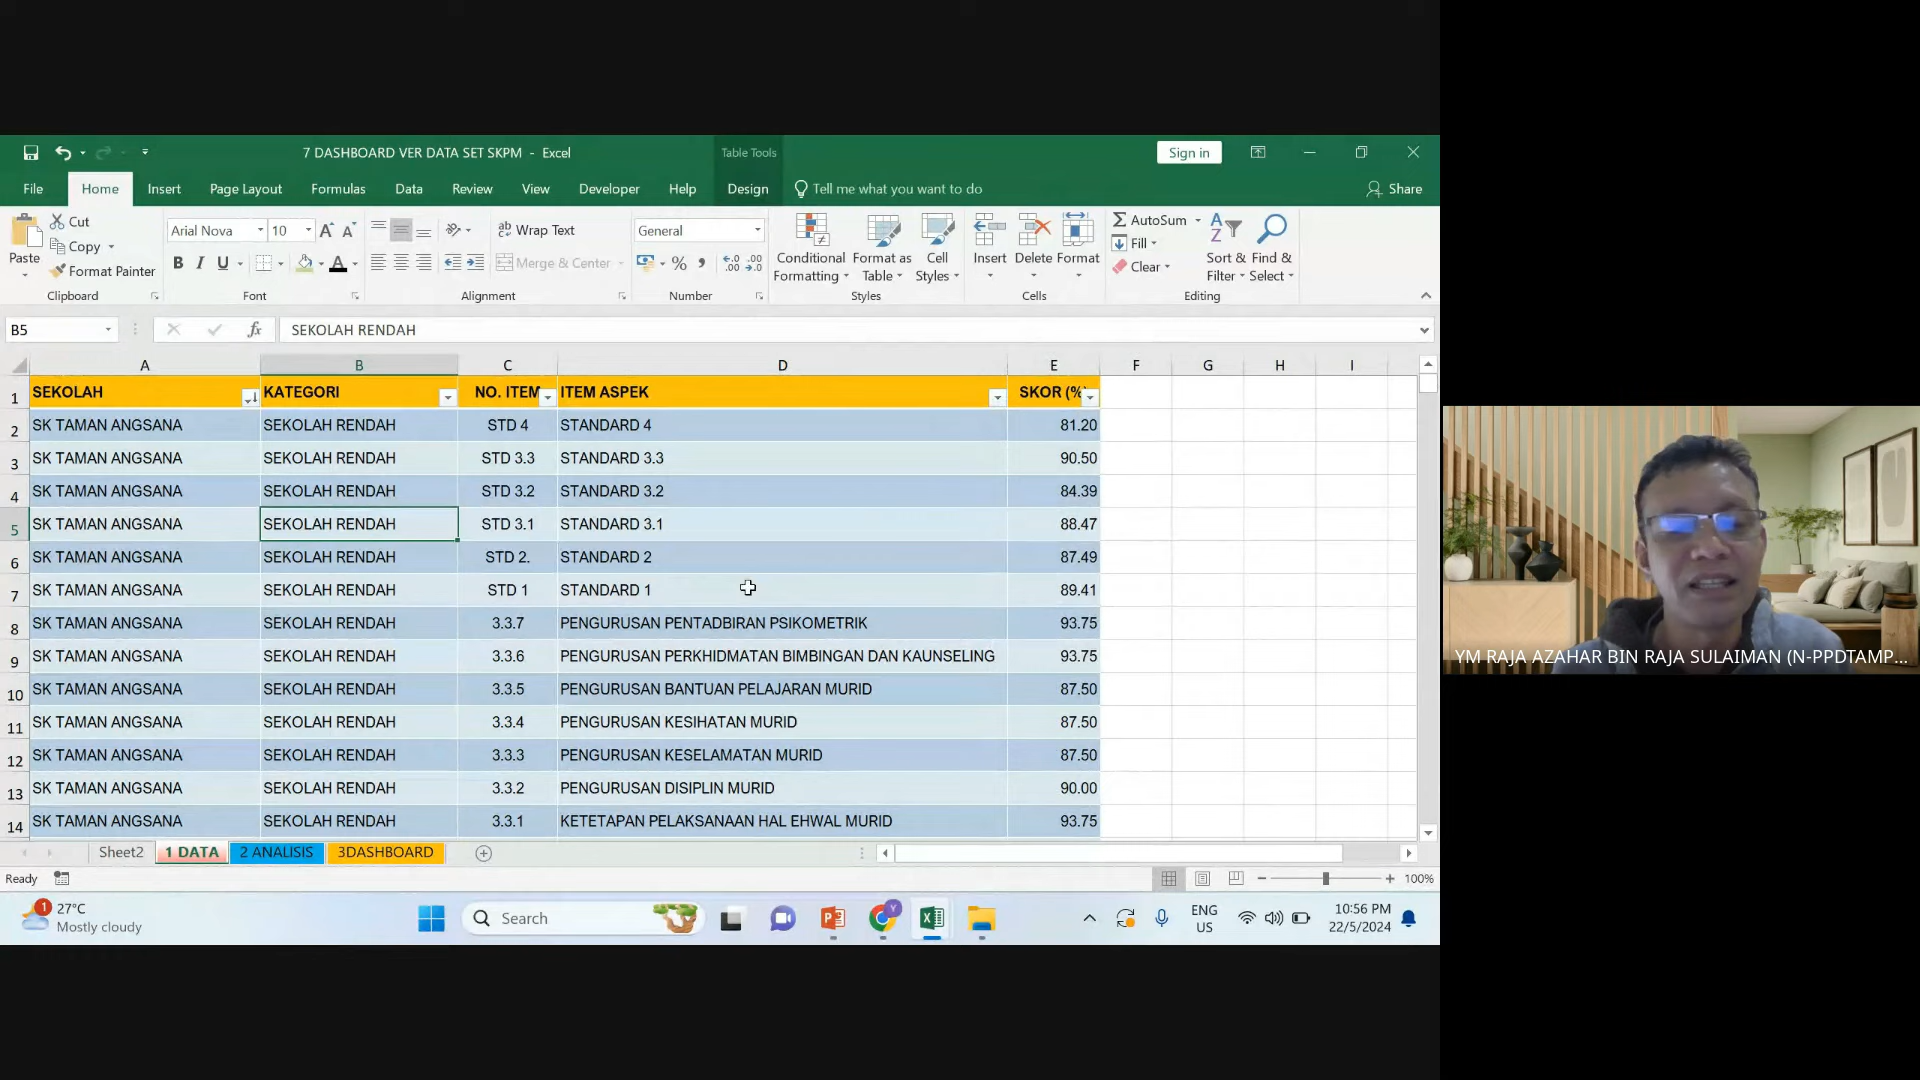 7 DASHBOARD VER DATA SET SKPM - Excel
Table Tools
Sign in
File Home Insert Page Layout Formulas Data Review View Developer Help Design Tell me what you want to do Share
Paste
Cut
Copy
Format Painter
Clipboard
Arial Nova 10
B I U
Font
Wrap Text
Merge & Center
Alignment
General
Number
Conditional Formatting
Format as Table
Cell Styles
Styles
Insert Delete Format
Cells
AutoSum
Fill
Clear
Sort & Filter
Find & Select
Editing
B5 fx SEKOLAH RENDAH
A B C D E F G H I
1 SEKOLAH KATEGORI NO. ITEM ITEM ASPEK SKOR (%
2 SK TAMAN ANGSANA SEKOLAH RENDAH STD 4 STANDARD 4 81.20
3 SK TAMAN ANGSANA SEKOLAH RENDAH STD 3.3 STANDARD 3.3 90.50
4 SK TAMAN ANGSANA SEKOLAH RENDAH STD 3.2 STANDARD 3.2 84.39
5 SK TAMAN ANGSANA SEKOLAH RENDAH STD 3.1 STANDARD 3.1 88.47
6 SK TAMAN ANGSANA SEKOLAH RENDAH STD 2. STANDARD 2 87.49
7 SK TAMAN ANGSANA SEKOLAH RENDAH STD 1 STANDARD 1 89.41
8 SK TAMAN ANGSANA SEKOLAH RENDAH 3.3.7 PENGURUSAN PENTADBIRAN PSIKOMETRIK 93.75
9 SK TAMAN ANGSANA SEKOLAH RENDAH 3.3.6 PENGURUSAN PERKHIDMATAN BIMBINGAN DAN KAUNSELING 93.75
10 SK TAMAN ANGSANA SEKOLAH RENDAH 3.3.5 PENGURUSAN BANTUAN PELAJARAN MURID 87.50
11 SK TAMAN ANGSANA SEKOLAH RENDAH 3.3.4 PENGURUSAN KESIHATAN MURID 87.50
12 SK TAMAN ANGSANA SEKOLAH RENDAH 3.3.3 PENGURUSAN KESELAMATAN MURID 87.50
13 SK TAMAN ANGSANA SEKOLAH RENDAH 3.3.2 PENGURUSAN DISIPLIN MURID 90.00
14 SK TAMAN ANGSANA SEKOLAH RENDAH 3.3.1 KETETAPAN PELAKSANAAN HAL EHWAL MURID 93.75
Sheet2 1 DATA 2 ANALISIS 3DASHBOARD
Ready 100%
1 27°C
Mostly cloudy
Search
ENG
US
10:56 PM
22/5/2024
YM RAJA AZAHAR BIN RAJA SULAIMAN (N-PPDTAMP...